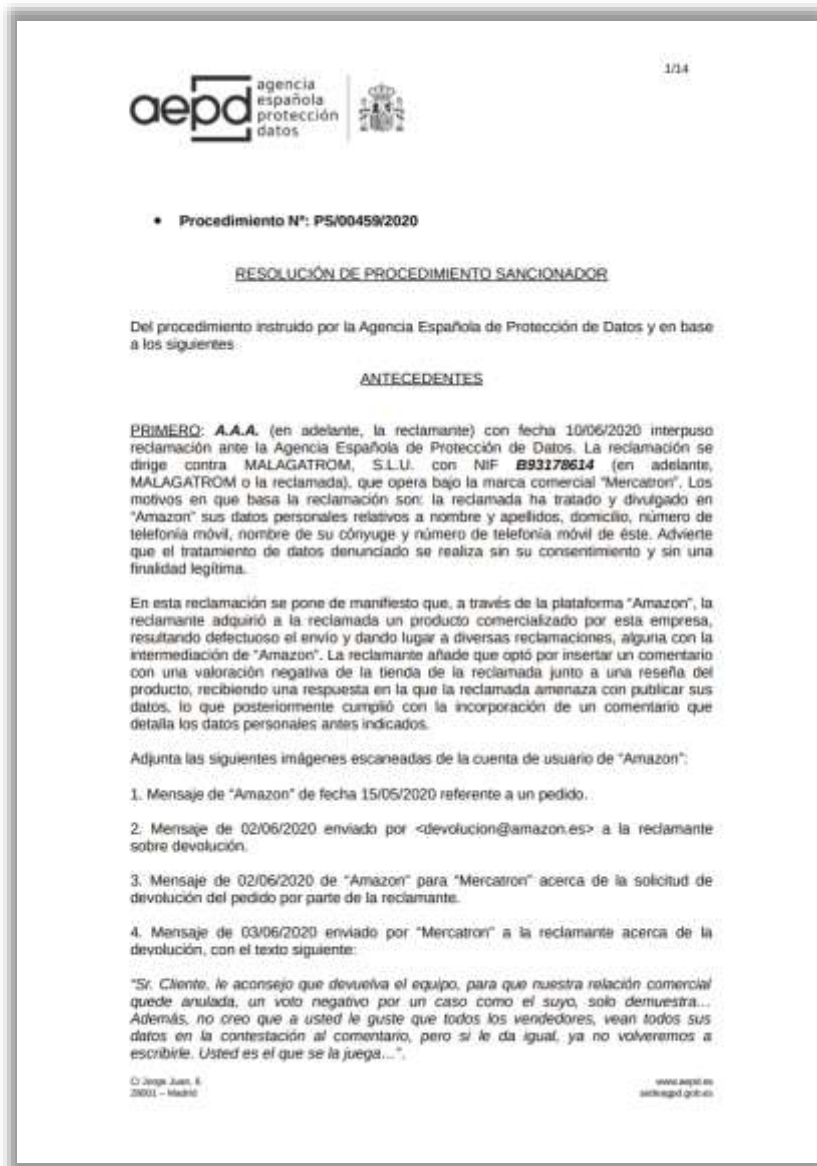 1/14
aepd
agencia
española
protección
datos
• Procedimiento Nº: PS/00459/2020
RESOLUCIÓN DE PROCEDIMIENTO SANCIONADOR
Del procedimiento instruido por la Agencia Española de Protección de Datos y en base
a los siguientes
ANTECEDENTES
PRIMERO: A.A.A. (en adelante, la reclamante) con fecha 10/06/2020 interpuso
reclamación ante la Agencia Española de Protección de Datos. La reclamación se
dirige contra MALAGATROM, S.L.U. con NIF B93178614 (en adelante,
MALAGATROM o la reclamada), que opera bajo la marca comercial “Mercatron”. Los
motivos en que basa la reclamación son: la reclamada ha tratado y divulgado en
“Amazon” sus datos personales relativos a nombre y apellidos, domicilio, número de
telefonía móvil, nombre de su cónyuge y número de telefonía móvil de éste. Advierte
que el tratamiento de datos denunciado se realiza sin su consentimiento y sin una
finalidad legítima.
En esta reclamación se pone de manifiesto que, a través de la plataforma “Amazon”, la
reclamante adquirió a la reclamada un producto comercializado por esta empresa,
resultando defectuoso el envío y dando lugar a diversas reclamaciones, alguna con la
intermediación de “Amazon”. La reclamante añade que optó por insertar un comentario
con una valoración negativa de la tienda de la reclamada junto a una reseña del
producto, recibiendo una respuesta en la que la reclamada amenaza con publicar sus
datos, lo que posteriormente cumplió con la incorporación de un comentario que
detalla los datos personales antes indicados.
Adjunta las siguientes imágenes escaneadas de la cuenta de usuario de “Amazon”:
1. Mensaje de “Amazon” de fecha 15/05/2020 referente a un pedido.
2. Mensaje de 02/06/2020 enviado por <devolucion@amazon.es> a la reclamante
sobre devolución.
3. Mensaje de 02/06/2020 de “Amazon” para “Mercatron” acerca de la solicitud de
devolución del pedido por parte de la reclamante.
4. Mensaje de 03/06/2020 enviado por “Mercatron” a la reclamante acerca de la
devolución, con el texto siguiente:
“Sr. Cliente, le aconsejo que devuelva el equipo, para que nuestra relación comercial
quede anulada, un voto negativo por un caso como el suyo, solo demuestra…
Además, no creo que a usted le guste que todos los vendedores, vean todos sus
datos en la contestación al comentario, pero si le da igual, ya no volveremos a
escribirle. Usted es el que se la juega…”.
C/ Jorge Juan, 6
28001 – Madrid
www.aepd.es
sedeagpd.gob.es